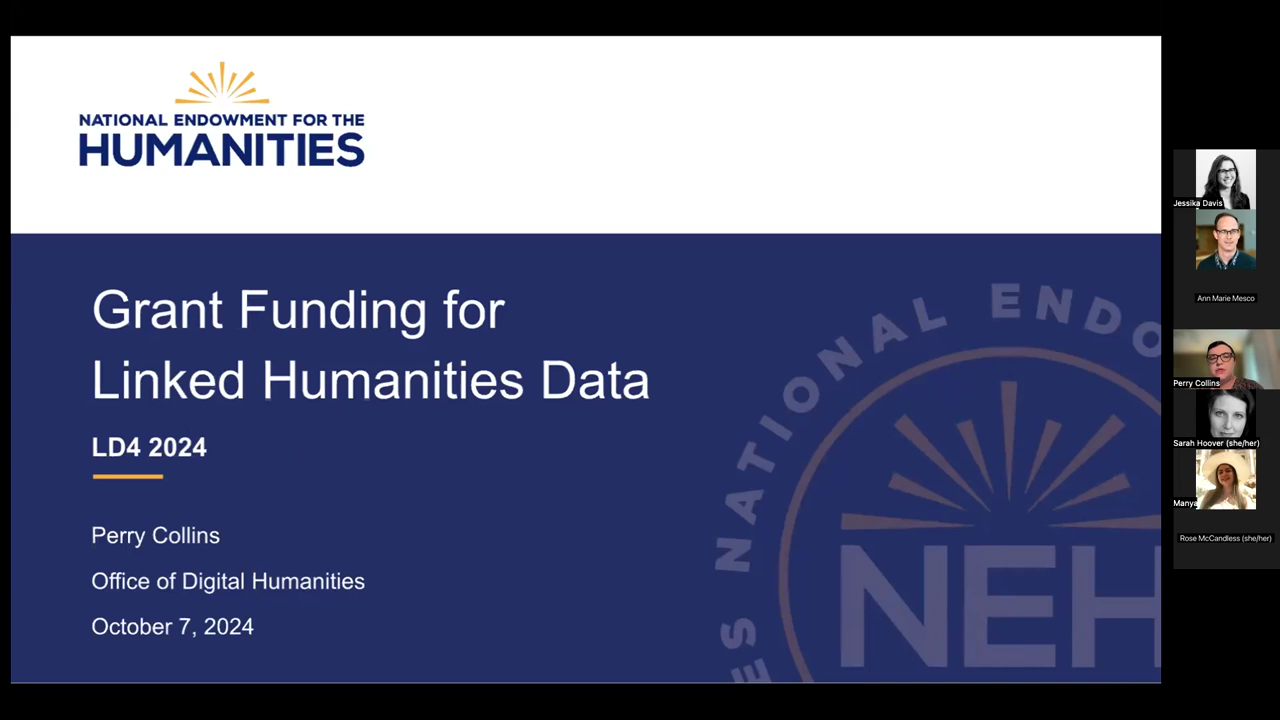 NATIONAL ENDOWMENT FOR THE
HUMANITIES
Grant Funding for
Linked Humanities Data
LD4 2024
Perry Collins
Office of Digital Humanities
October 7, 2024
NATIONAL ENDO
ES
NEH
Jessika Davis
Ann Marie Mesco
Perry Collins
Sarah Hoover (she/her)
Manya
Rose McCandless (she/her)